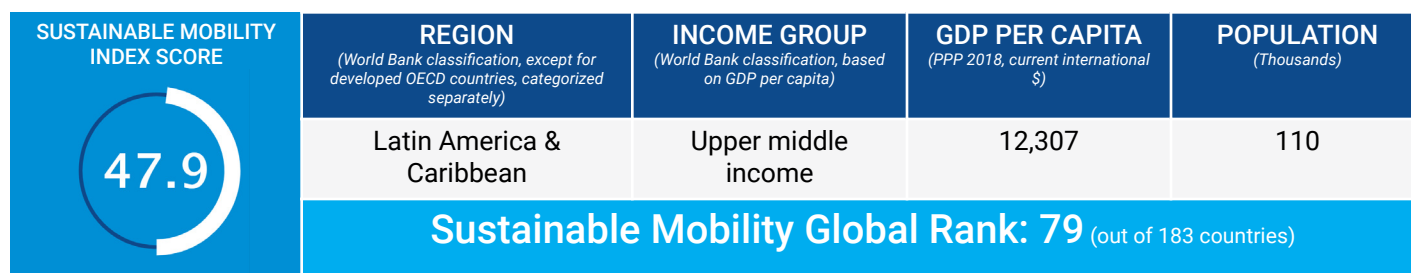 SUSTAINABLE MOBILITY
INDEX SCORE
47.9
REGION
(World Bank classification, except for
developed OECD countries, categorized
separately)
INCOME GROUP
(World Bank classification, based
on GDP per capita)
GDP PER CAPITA
(PPP 2018, current international
$)
POPULATION
(Thousands)
Latin America &
Caribbean
Upper middle
income
12,307
110
Sustainable Mobility Global Rank: 79 (out of 183 countries)